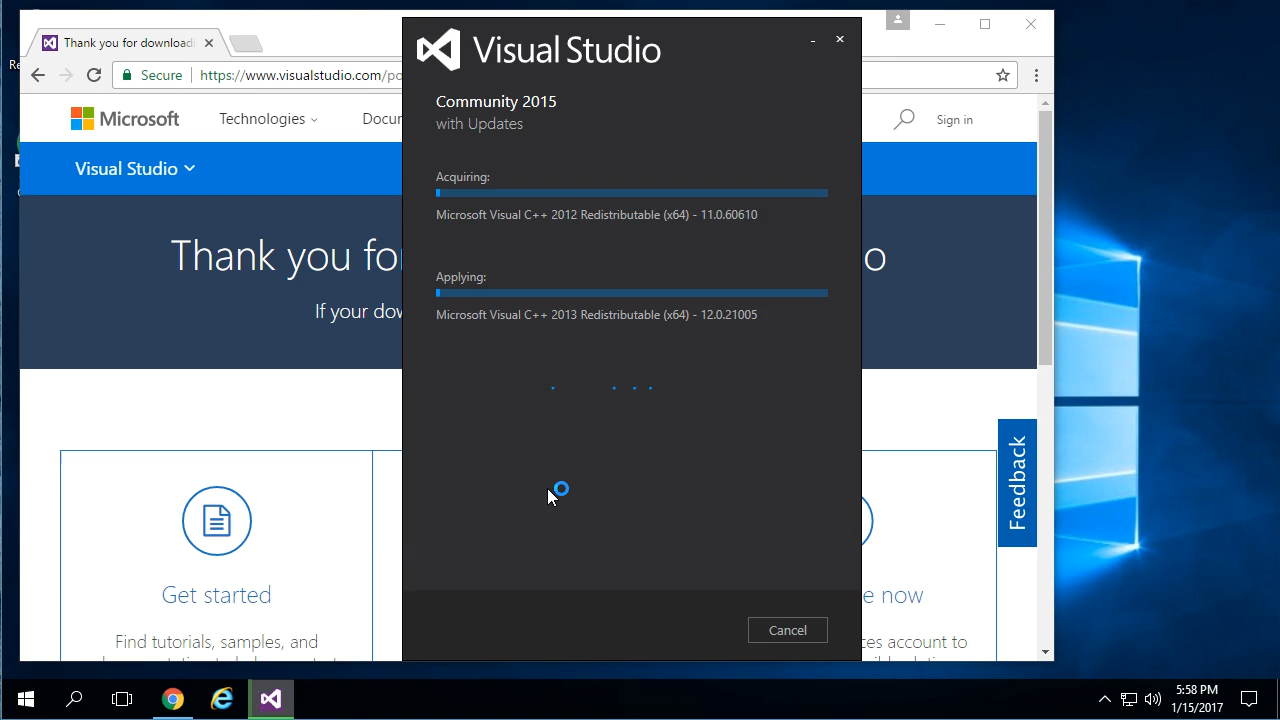 Thank you for download
Secure
https://www.visualstudio.com/po
Microsoft
Technologies
Sign in
Visual Studio
Thank you fo
o
If your dow
Get started
Find tutorials, samples, and
e now
ces account to
Feedback
Visual Studio
Community 2015
with Updates
Acquiring:
Microsoft Visual C++ 2012 Redistributable (x64) - 11.0.60610
Applying:
Microsoft Visual C++ 2013 Redistributable (x64) - 12.0.21005
Cancel
5:58 PM
1/15/2017